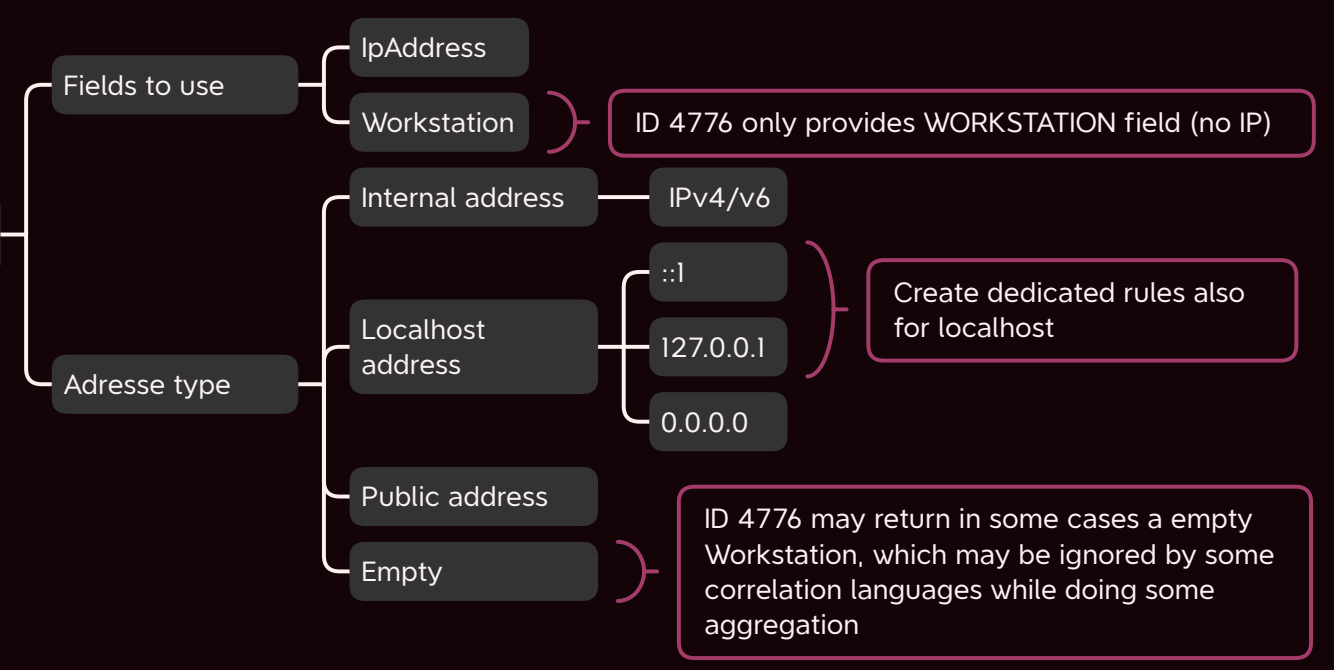 IpAddress
Fields to use
Workstation
ID 4776 only provides WORKSTATION field (no IP)
Internal address
IPv4/v6
::1
Create dedicated rules also
for localhost
Localhost
address
127.0.0.1
Adresse type
0.0.0.0
Public address
ID 4776 may return in some cases a empty
Workstation, which may be ignored by some
correlation languages while doing some
aggregation
Empty